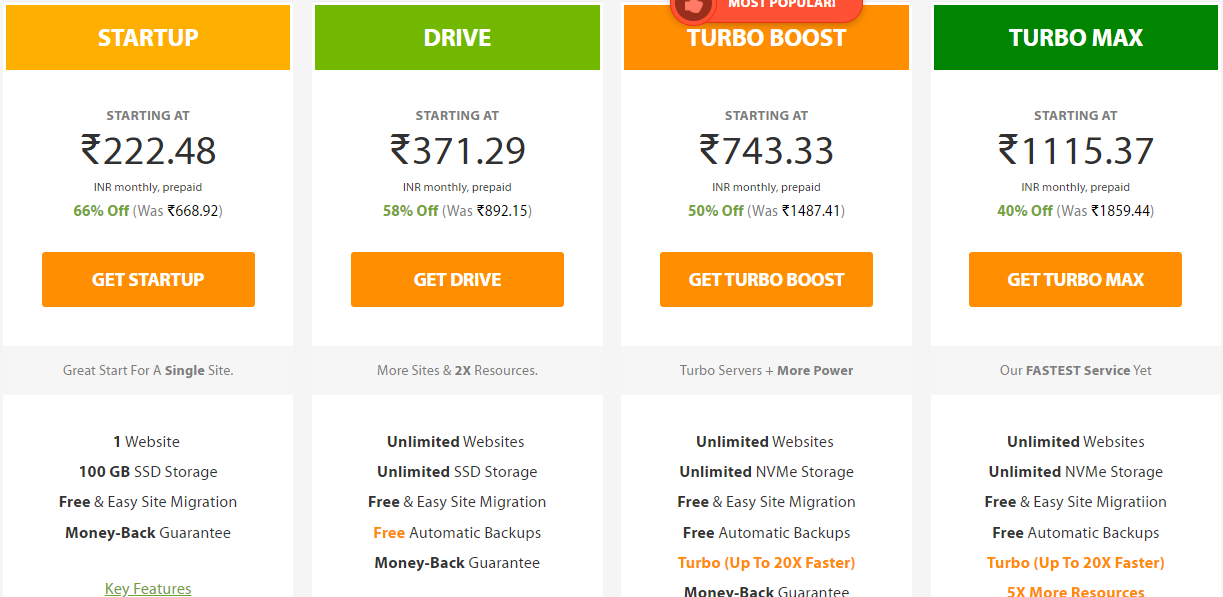 STARTUP
STARTING AT
₹222.48
INR monthly, prepaid
66% Off (Was ₹668.92)
GET STARTUP
Great Start For A Single Site.
1 Website
100 GB SSD Storage
Free & Easy Site Migration
Money-Back Guarantee
Key Features
DRIVE
STARTING AT
₹371.29
INR monthly, prepaid
58% Off (Was ₹892.15)
GET DRIVE
More Sites & 2X Resources.
Unlimited Websites
Unlimited SSD Storage
Free & Easy Site Migration
Free Automatic Backups
Money-Back Guarantee
MOST POPULAR!
TURBO BOOST
STARTING AT
₹743.33
INR monthly, prepaid
50% Off (Was ₹1487.41)
GET TURBO BOOST
Turbo Servers + More Power
Unlimited Websites
Unlimited NVMe Storage
Free & Easy Site Migration
Free Automatic Backups
Turbo (Up To 20X Faster)
Money-Back Guarantee
TURBO MAX
STARTING AT
₹1115.37
INR monthly, prepaid
40% Off (Was ₹1859.44)
GET TURBO MAX
Our FASTEST Service Yet
Unlimited Websites
Unlimited NVMe Storage
Free & Easy Site Migratiion
Free Automatic Backups
Turbo (Up To 20X Faster)
5X More Resources